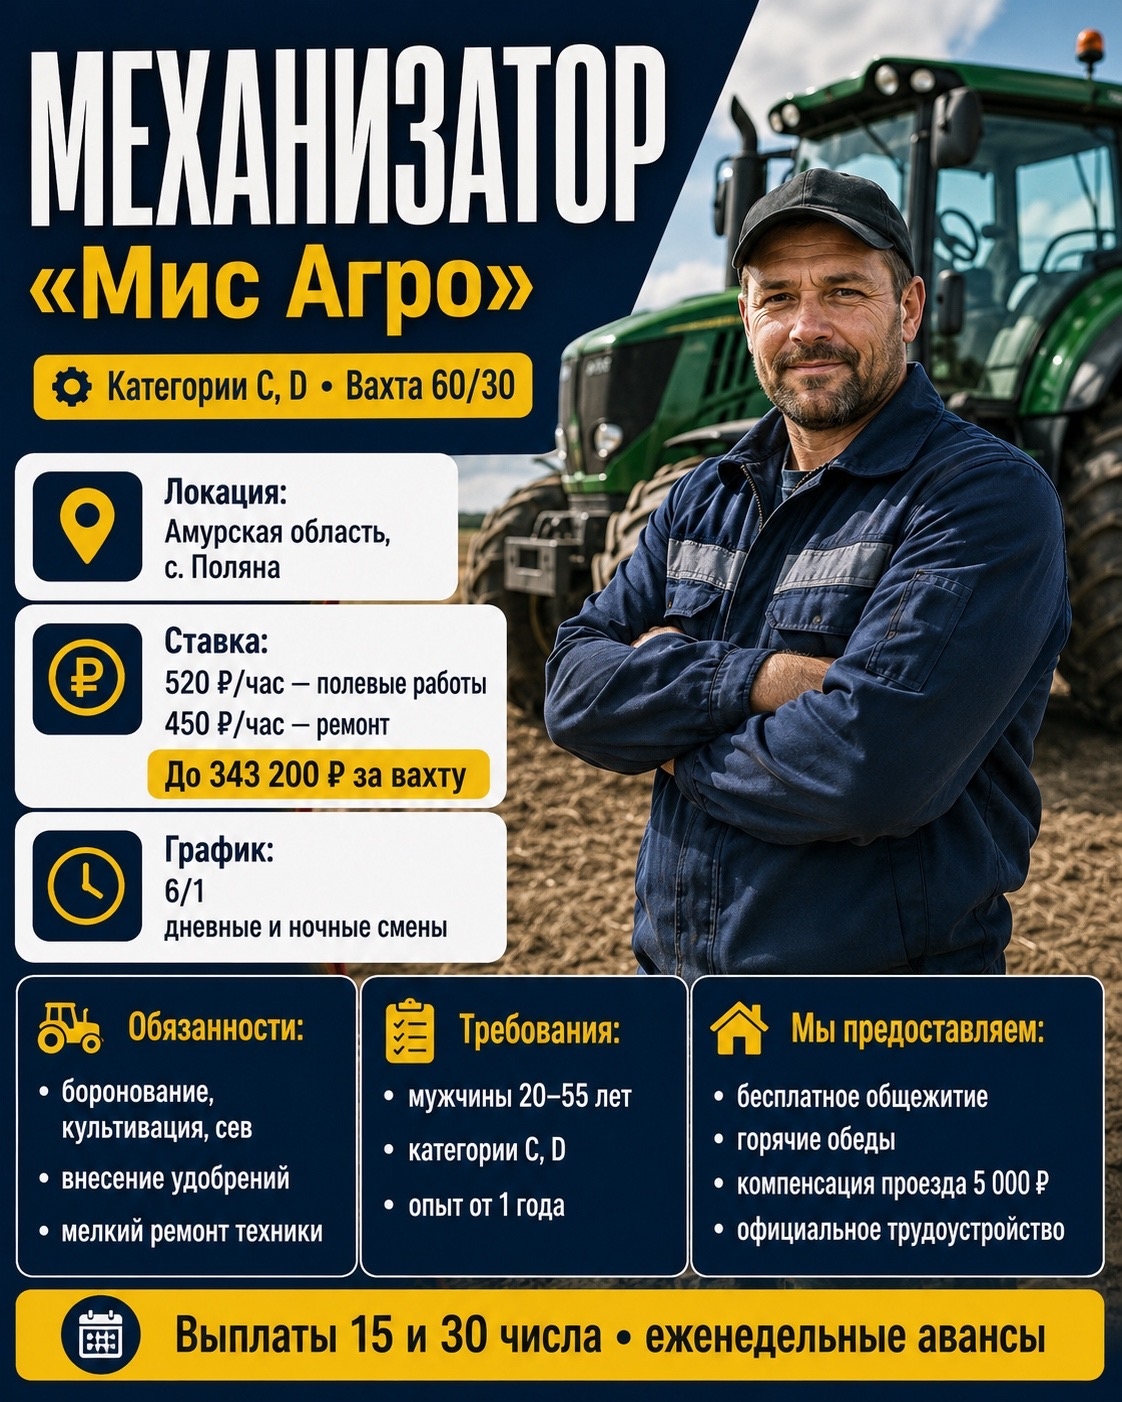 МЕХАНИЗАТОР
«Мис Агро»
Категории C, D • Вахта 60/30
Локация:
Амурская область,
с. Поляна
Ставка:
520 ₽/час — полевые работы
450 ₽/час — ремонт
До 343 200 ₽ за вахту
График:
6/1
дневные и ночные смены
Обязанности:
• боронование,
культивация, сев
• внесение удобрений
• мелкий ремонт техники
Требования:
• мужчины 20–55 лет
• категории C, D
• опыт от 1 года
Мы предоставляем:
• бесплатное общежитие
• горячие обеды
• компенсация проезда 5 000 ₽
• официальное трудоустройство
Выплаты 15 и 30 числа • еженедельные авансы